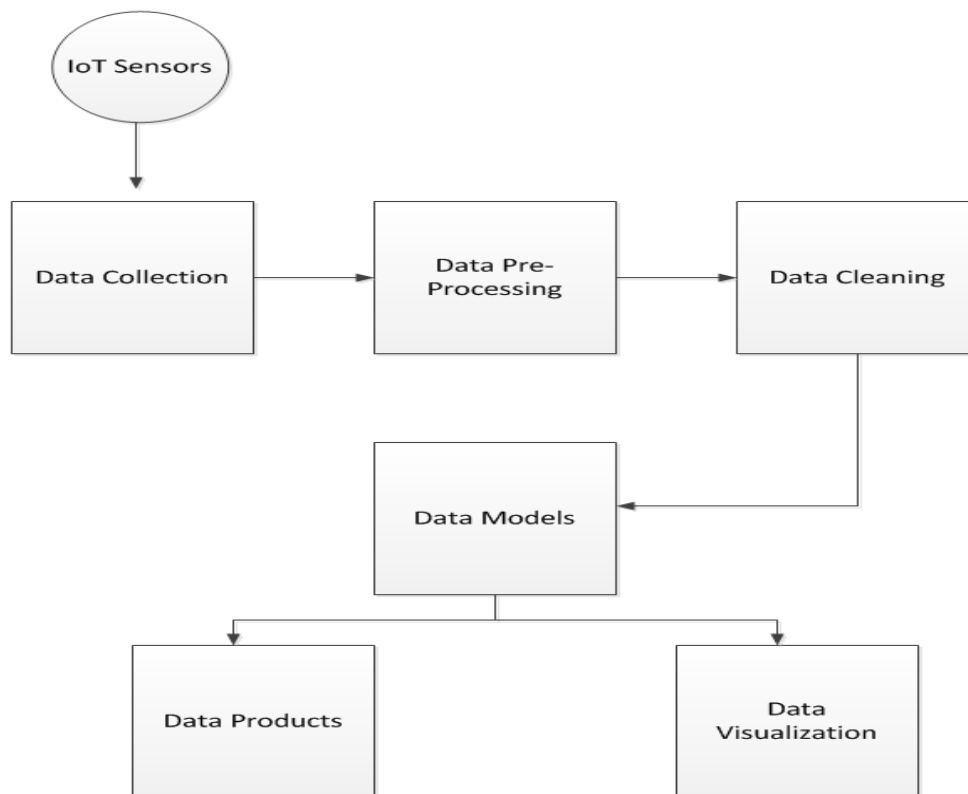 IoT Sensors
Data Collection
Data Pre-
Processing
Data Cleaning
Data Models
Data Products
Data
Visualization